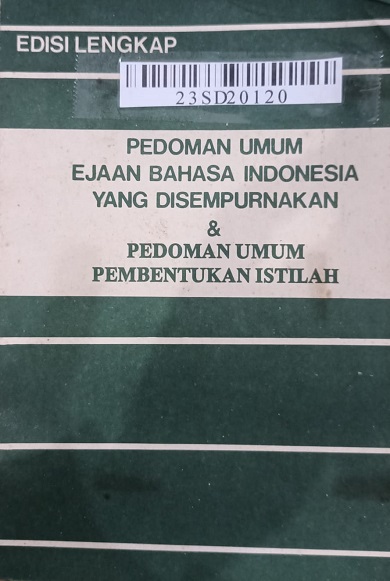 EDISI LENGKAP
23SD20120
PEDOMAN UMUM
EJAAN BAHASA INDONESIA
YANG DISEMPURNAKAN
&
PEDOMAN UMUM
PEMBENTUKAN ISTILAH